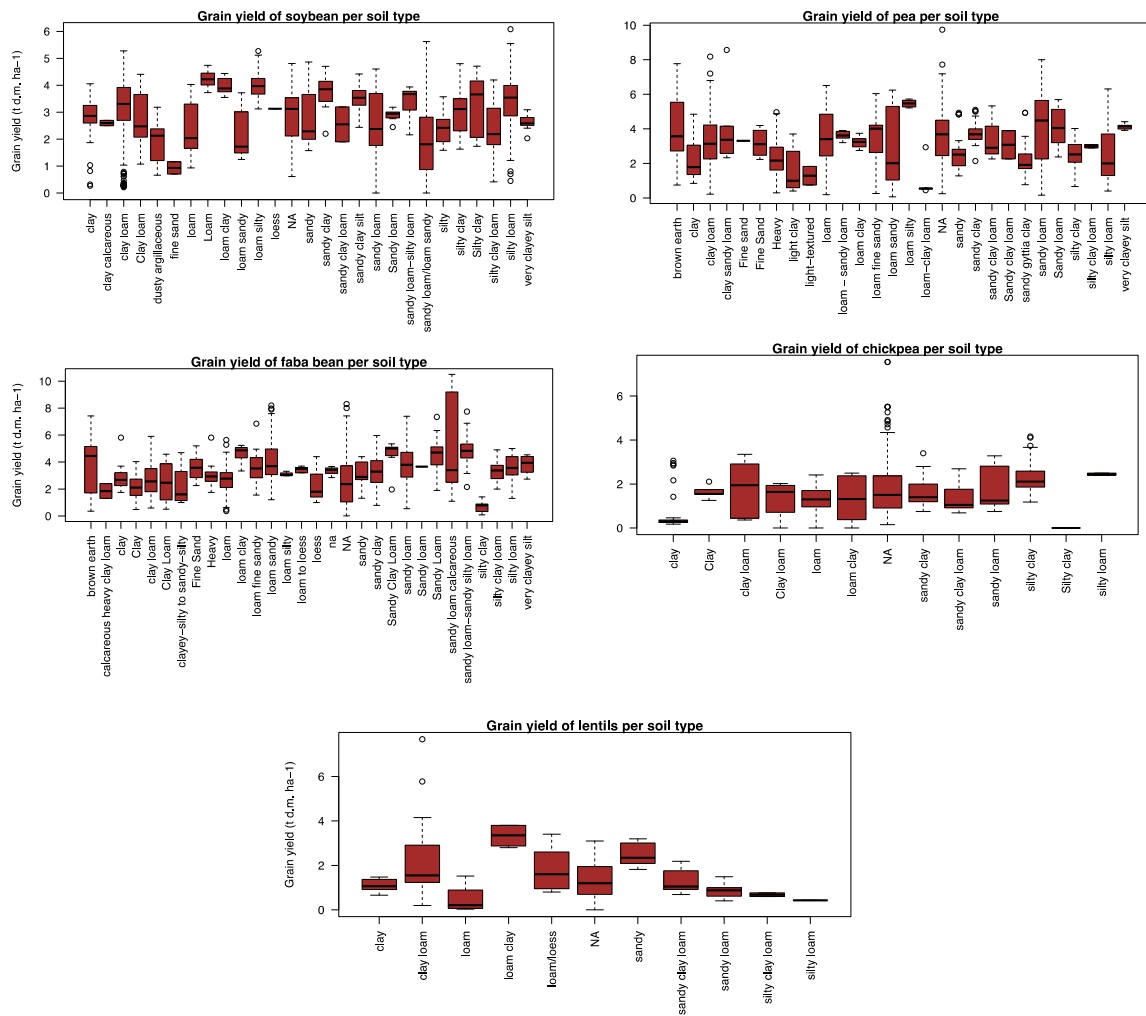 Grain yield of soybean per soil type
Grain yield (t d.m. ha−1)
0
1
2
3
4
5
6
clay
clay calcareous
clay loam
Clay loam
dusty argillaceous
fine sand
loam
Loam
loam clay
loam sandy
loam silty
loess
NA
sand
sandy clay
sandy clay loam
sandy clay silt
sandy loam
Sandy loam
sandy loam−silty loam
sandy loam/loamy sandy
silty
silty clay
Silty clay
silty clay loam
silty loam
very clayey silt
Grain yield of pea per soil type
0
2
4
6
8
10
brown earth
clay
clay loam
clay sandy loam
Fine sand
Fine Sand
Heavy
light clay
light−textured
loam
loam − sandy loam
loam clay
loam fine sandy
loam sandy
loam silty
loam−clay loam
NA
sandy
sandy clay
sandy clay loam
Sandy clay loam
sandy gyttja clay
sandy loam
Sandy loam
silty clay
silty clay loam
silty loam
very clayey silt
Grain yield of faba bean per soil type
Grain yield (t d.m. ha−1)
0
2
4
6
8
10
brown earth
calcareous heavy clay loam
clay
Clay
clay loam
Clay Loam
clayey−silty to sandy−silty
Fine Sand
Heavy
loam
loam clay
loam fine sandy
loam sandy
loam silty
loam to loess
loess
na
NA
sandy
sandy clay
Sandy Clay Loam
sandy loam
Sandy loam
Sandy Loam
sandy loam calcareous
sandy loam−sandy silty loam
silty clay
silty clay loam
silty loam
very clayey silt
Grain yield of chickpea per soil type
0
2
4
6
clay
Clay
clay loam
Clay loam
loam
loam clay
NA
sandy clay
sandy clay loam
sandy loam
silty clay
Silty clay
silty loam
Grain yield of lentils per soil type
Grain yield (t d.m. ha−1)
0
2
4
6
clay
clay loam
loam
loam clay
loam/loess
NA
sandy
sandy clay loam
sandy loam
silty clay loam
silty loam